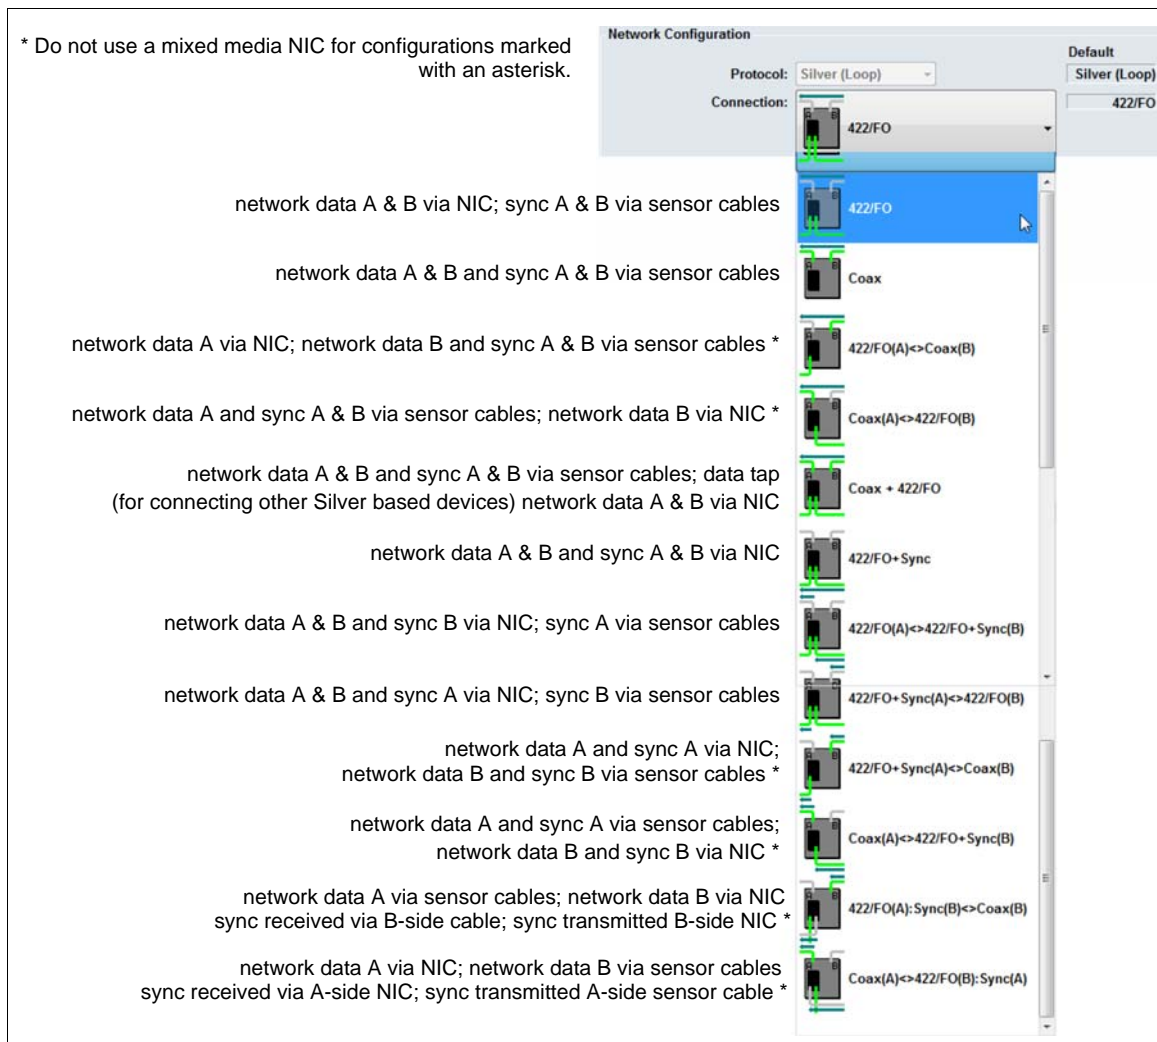 * Do not use a mixed media NIC for configurations marked
with an asterisk.
Network Configuration
Default
Protocol: Silver (Loop) Silver (Loop)
Connection: 422/FO 422/FO
A B
network data A & B via NIC; sync A & B via sensor cables 422/FO
network data A & B and sync A & B via sensor cables Coax
network data A via NIC; network data B and sync A & B via sensor cables * 422/FO(A)<>Coax(B)
network data A and sync A & B via sensor cables; network data B via NIC * Coax(A)<>422/FO(B)
network data A & B and sync A & B via sensor cables; data tap
(for connecting other Silver based devices) network data A & B via NIC Coax + 422/FO
network data A & B and sync A & B via NIC 422/FO+Sync
network data A & B and sync B via NIC; sync A via sensor cables 422/FO(A)<>422/FO+Sync(B)
network data A & B and sync A via NIC; sync B via sensor cables 422/FO+Sync(A)<>422/FO(B)
network data A and sync A via NIC;
network data B and sync B via sensor cables * 422/FO+Sync(A)<>Coax(B)
network data A and sync A via sensor cables;
network data B and sync B via NIC * Coax(A)<>422/FO+Sync(B)
network data A via sensor cables; network data B via NIC
sync received via B-side cable; sync transmitted B-side NIC * 422/FO(A):Sync(B)<>Coax(B)
network data A via NIC; network data B via sensor cables
sync received via A-side NIC; sync transmitted A-side sensor cable * Coax(A)<>422/FO(B):Sync(A)